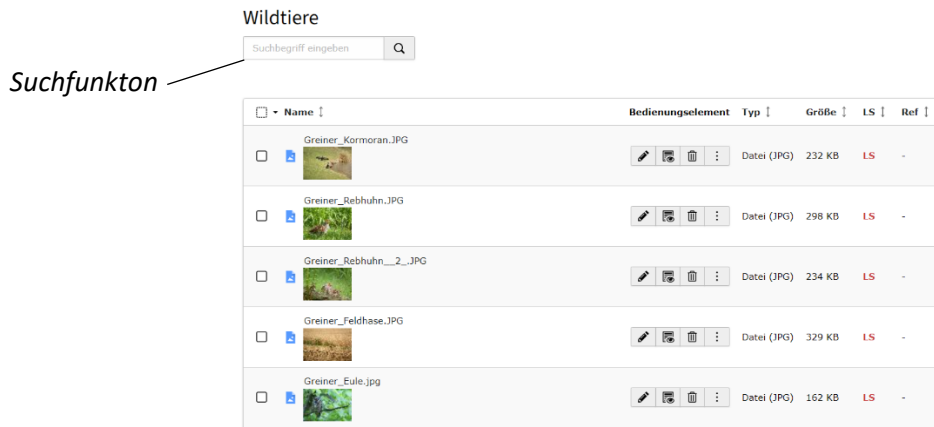 Wildtiere
Suchbegriff eingeben
Suchfunkton
Name Bedienungselement Typ Größe LS Ref
Greiner_Kormoran.JPG
Datei (JPG) 232 KB LS -
Greiner_Rebhuhn.JPG
Datei (JPG) 298 KB LS -
Greiner_Rebhuhn__2_.JPG
Datei (JPG) 234 KB LS -
Greiner_Feldhase.JPG
Datei (JPG) 329 KB LS -
Greiner_Eule.jpg
Datei (JPG) 162 KB LS -